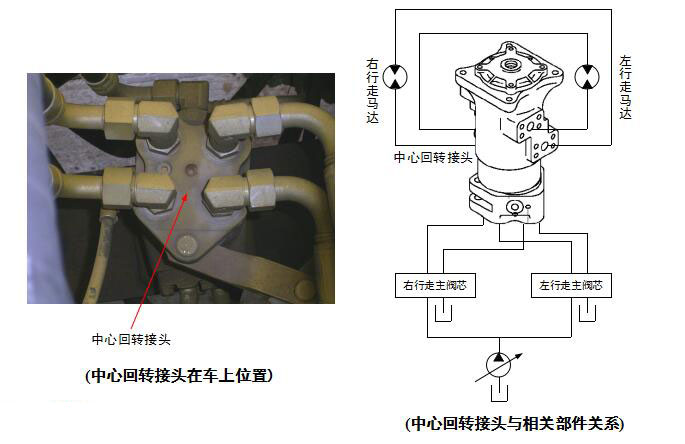 右行走马达
左行走马达
中心回转接头
右行走主阀芯
左行走主阀芯
中心回转接头
(中心回转接头在车上位置)
(中心回转接头与相关部件关系)